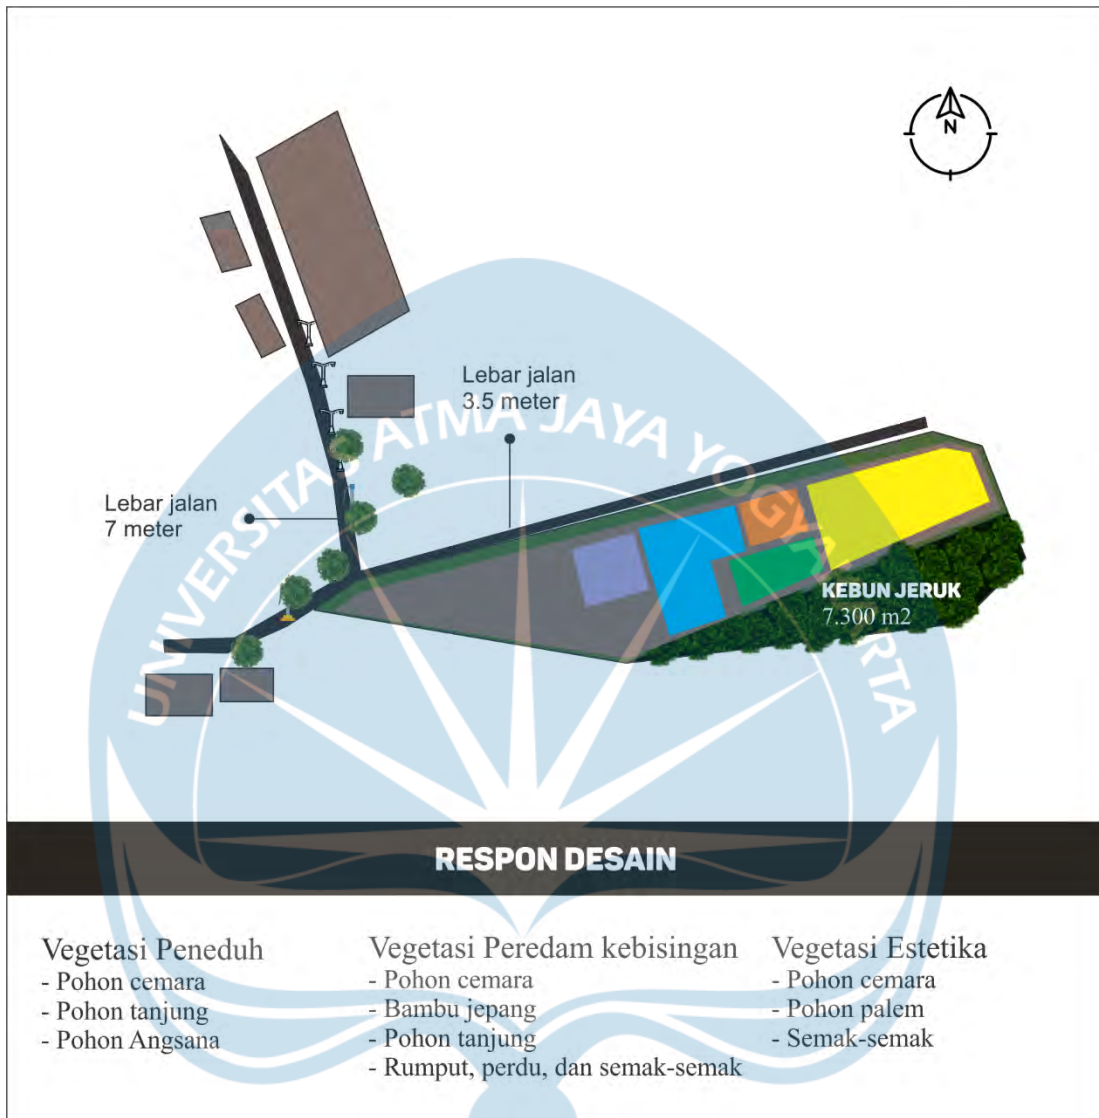 N
Lebar jalan
3.5 meter
Lebar jalan
7 meter
KEBUN JERUK
7.300 m2
UNIVERSITAS ATMA JAYA YOGYAKARTA
RESPON DESAIN
Vegetasi Peneduh
- Pohon cemara
- Pohon tanjung
- Pohon Angsana
Vegetasi Peredam kebisingan
- Pohon cemara
- Bambu jepang
- Pohon tanjung
- Rumput, perdu, dan semak-semak
Vegetasi Estetika
- Pohon cemara
- Pohon palem
- Semak-semak